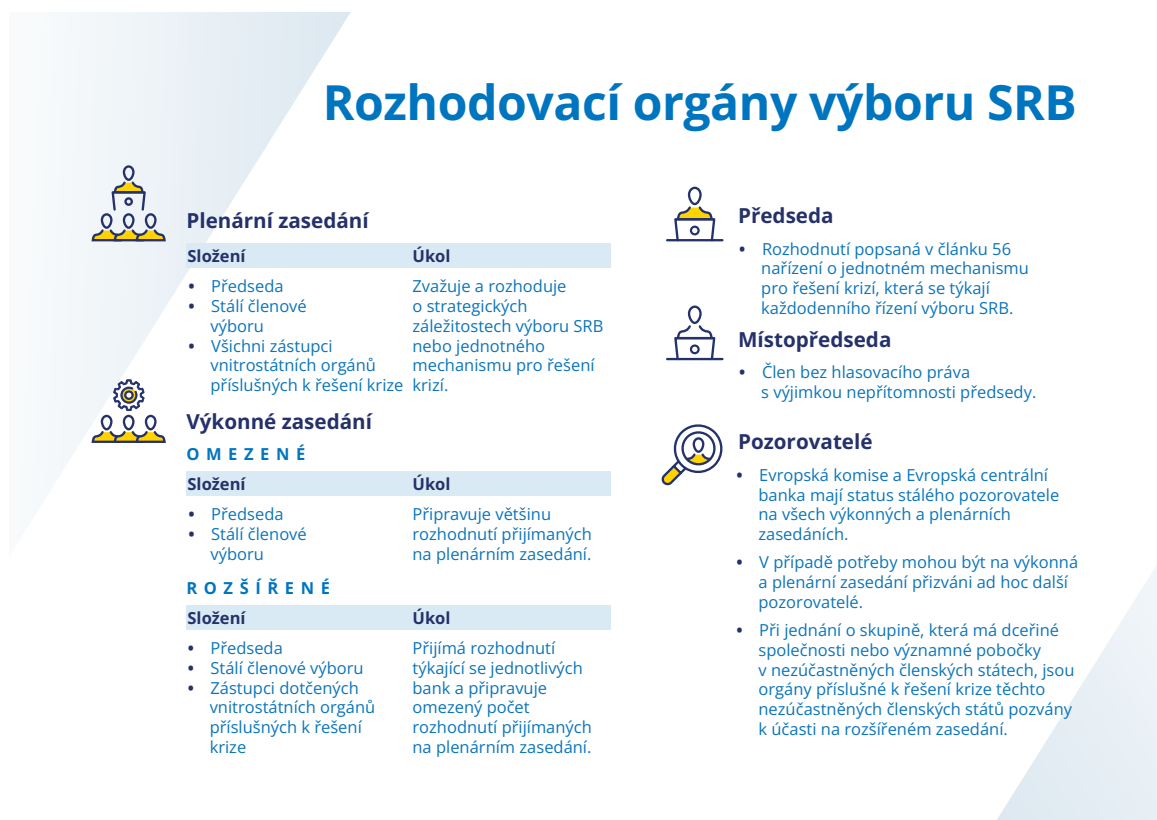 Rozhodovací orgány výboru SRB
Plenární zasedání
Složení Úkol
• Předseda
• Stálí členové
výboru
• Všichni zástupci
vnitrostátních orgánů
příslušných k řešení krize
Zvažuje a rozhoduje
o strategických
záležitostech výboru SRB
nebo jednotného
mechanismu pro řešení
krizí.
Výkonné zasedání
OMEZENÉ
Složení Úkol
• Předseda
• Stálí členové
výboru
Připravuje většinu
rozhodnutí přijímaných
na plenárním zasedání.
ROZŠÍŘENÉ
Složení Úkol
• Předseda
• Stálí členové výboru
• Zástupci dotčených
vnitrostátních orgánů
příslušných k řešení
krize
Přijímá rozhodnutí
týkající se jednotlivých
bank a připravuje
omezený počet
rozhodnutí přijímaných
na plenárním zasedání.
Předseda
• Rozhodnutí popsaná v článku 56
nařízení o jednotném mechanismu
pro řešení krizí, která se týkají
každodenního řízení výboru SRB.
Místopředseda
• Člen bez hlasovacího práva
s výjimkou nepřítomnosti předsedy.
Pozorovatelé
• Evropská komise a Evropská centrální
banka mají status stálého pozorovatele
na všech výkonných a plenárních
zasedáních.
• V případě potřeby mohou být na výkonná
a plenární zasedání přizváni ad hoc další
pozorovatelé.
• Při jednání o skupině, která má dceřiné
společnosti nebo významné pobočky
v nezúčastněných členských státech, jsou
orgány příslušné k řešení krize těchto
nezúčastněných členských států pozvány
k účasti na rozšířeném zasedání.